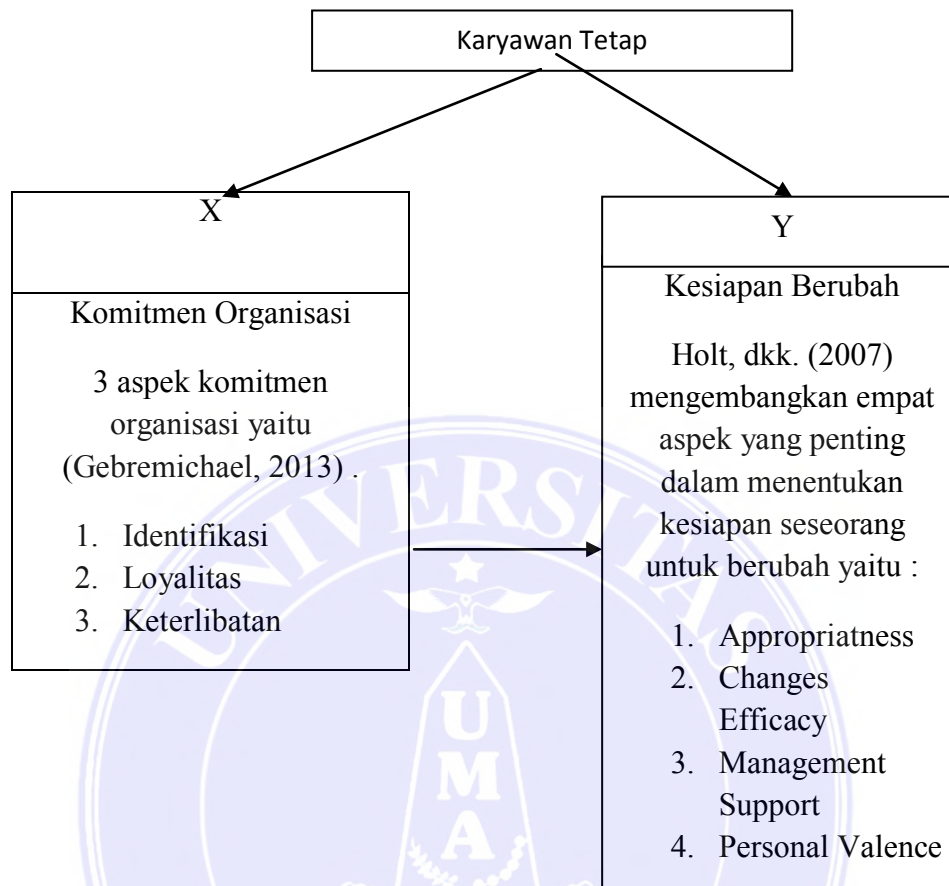 Karyawan Tetap
X
Komitmen Organisasi
3 aspek komitmen
organisasi yaitu
(Gebremichael, 2013) .
1. Identifikasi
2. Loyalitas
3. Keterlibatan
Y
Kesiapan Berubah
Holt, dkk. (2007)
mengembangkan empat
aspek yang penting
dalam menentukan
kesiapan seseorang
untuk berubah yaitu :
1. Appropriatness
2. Changes
Efficacy
3. Management
Support
4. Personal Valence
UNIVERSITAS
UMA